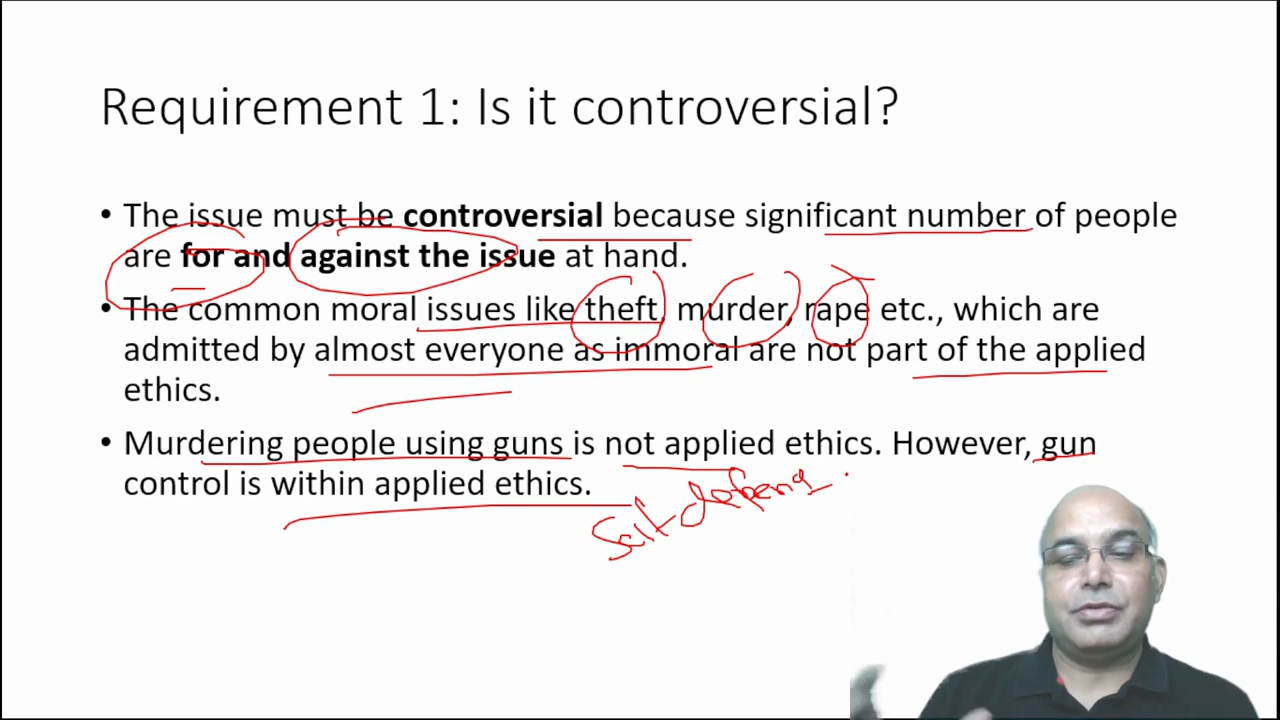 Requirement 1: Is it controversial?
• The issue must be controversial because significant number of people
are for and against the issue at hand.
• The common moral issues like theft, murder, rape etc., which are
admitted by almost everyone as immoral are not part of the applied
ethics.
• Murdering people using guns is not applied ethics. However, gun
control is within applied ethics.
Self defence